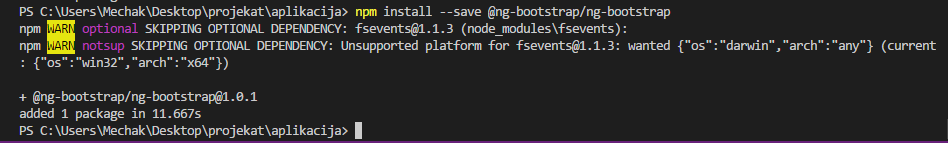 PS C:\Users\Mechak\Desktop\projekat\aplikacija> npm install --save @ng-bootstrap/ng-bootstrap
npm WARN optional SKIPPING OPTIONAL DEPENDENCY: fsevents@1.1.3 (node_modules\fsevents):
npm WARN notsup SKIPPING OPTIONAL DEPENDENCY: Unsupported platform for fsevents@1.1.3: wanted {"os":"darwin","arch":"any"} (current
: {"os":"win32","arch":"x64"})
+ @ng-bootstrap/ng-bootstrap@1.0.1
added 1 package in 11.667s
PS C:\Users\Mechak\Desktop\projekat\aplikacija>